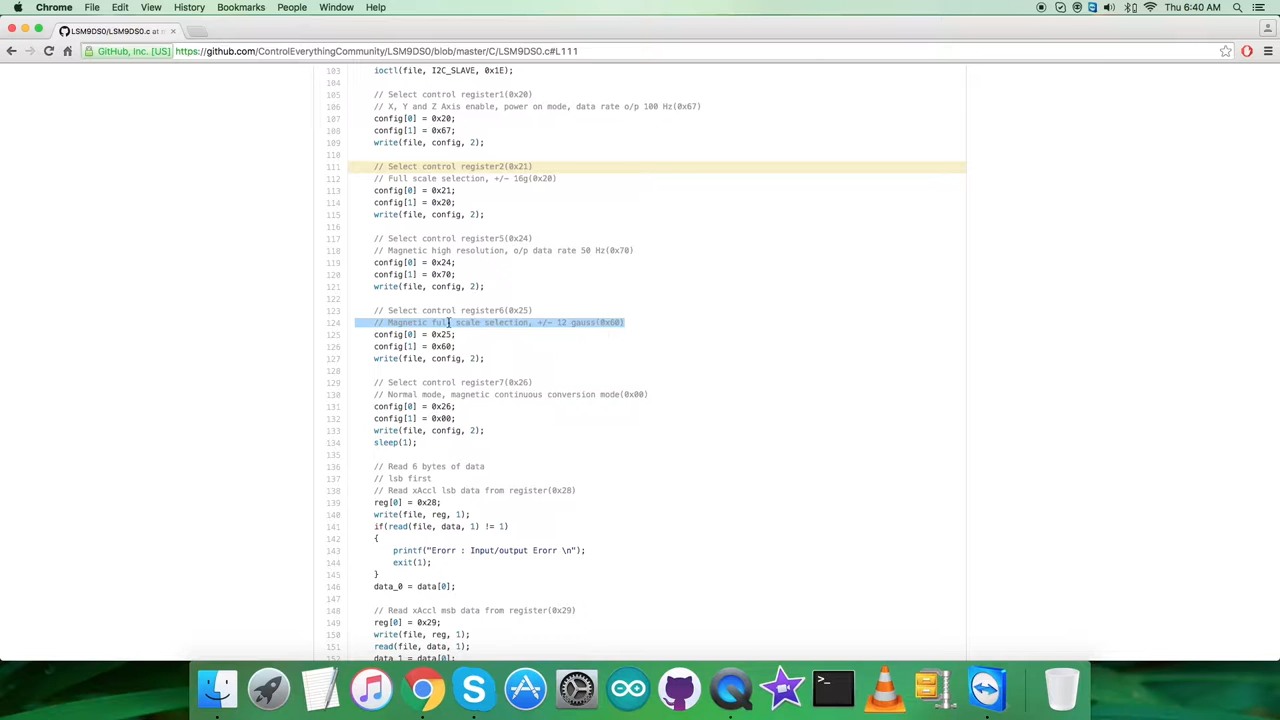 Chrome File Edit View History Bookmarks People Window Help Thu 6:40 AM
LSM9DS0/LSM9DS0.c at
GitHub, Inc. [US] https://github.com/ControlEverythingCommunity/LSM9DS0/blob/master/C/LSM9DS0.c#L111
103 ioctl(file, I2C_SLAVE, 0x1E);
104
105 // Select control register1(0x20)
106 // X, Y and Z Axis enable, power on mode, data rate o/p 100 Hz(0x67)
107 config[0] = 0x20;
108 config[1] = 0x67;
109 write(file, config, 2);
110
111 // Select control register2(0x21)
112 // Full scale selection, +/- 16g(0x20)
113 config[0] = 0x21;
114 config[1] = 0x20;
115 write(file, config, 2);
116
117 // Select control register5(0x24)
118 // Magnetic high resolution, o/p data rate 50 Hz(0x70)
119 config[0] = 0x24;
120 config[1] = 0x70;
121 write(file, config, 2);
122
123 // Select control register6(0x25)
124 // Magnetic full scale selection, +/- 12 gauss(0x60)
125 config[0] = 0x25;
126 config[1] = 0x60;
127 write(file, config, 2);
128
129 // Select control register7(0x26)
130 // Normal mode, magnetic continuous conversion mode(0x00)
131 config[0] = 0x26;
132 config[1] = 0x00;
133 write(file, config, 2);
134 sleep(1);
135
136 // Read 6 bytes of data
137 // lsb first
138 // Read xAccl lsb data from register(0x28)
139 reg[0] = 0x28;
140 write(file, reg, 1);
141 if(read(file, data, 1) != 1)
142 {
143 printf("Erorr : Input/output Erorr \n");
144 exit(1);
145 }
146 data_0 = data[0];
147
148 // Read xAccl msb data from register(0x29)
149 reg[0] = 0x29;
150 write(file, reg, 1);
151 read(file, data, 1);
152 data_1 = data[0];